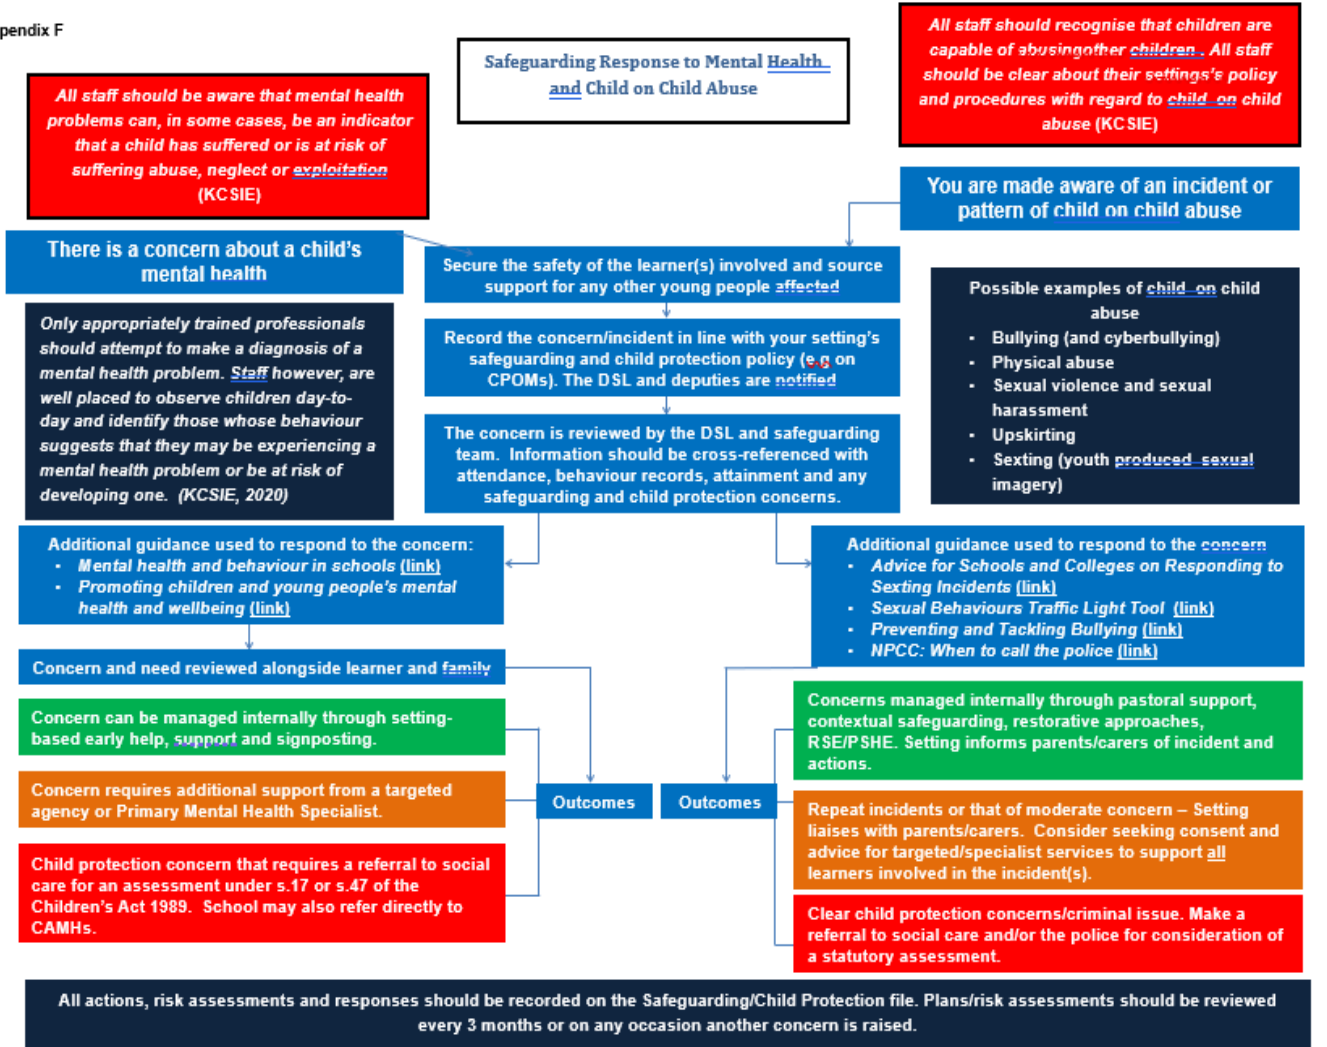 pendix F
Safeguarding Response to Mental Health
and Child on Child Abuse
All staff should be aware that mental health
problems can, in some cases, be an indicator
that a child has suffered or is at risk of
suffering abuse, neglect or exploitation
(KCSIE)
All staff should recognise that children are
capable of abusingother children. All staff
should be clear about their settings's policy
and procedures with regard to child on child
abuse (KCSIE)
There is a concern about a child's
mental health
You are made aware of an incident or
pattern of child on child abuse
Only appropriately trained professionals
should attempt to make a diagnosis of a
mental health problem. Staff however, are
well placed to observe children day-to-
day and identify those whose behaviour
suggests that they may be experiencing a
mental health problem or be at risk of
developing one. (KCSIE, 2020)
Secure the safety of the learner(s) involved and source
support for any other young people affected
Record the concern/incident in line with your setting's
safeguarding and child protection policy (e.g on
CPOMs). The DSL and deputies are notified
The concern is reviewed by the DSL and safeguarding
team. Information should be cross-referenced with
attendance, behaviour records, attainment and any
safeguarding and child protection concerns.
Possible examples of child on child
abuse
• Bullying (and cyberbullying)
• Physical abuse
• Sexual violence and sexual
harassment
• Upskirting
• Sexting (youth produced sexual
imagery)
Additional guidance used to respond to the concern:
• Mental health and behaviour in schools (link)
• Promoting children and young people's mental
health and wellbeing (link)
Additional guidance used to respond to the concern
• Advice for Schools and Colleges on Responding to
Sexting Incidents (link)
• Sexual Behaviours Traffic Light Tool (link)
• Preventing and Tackling Bullying (link)
• NPCC: When to call the police (link)
Concern and need reviewed alongside learner and family
Concern can be managed internally through setting-
based early help, support and signposting.
Concern requires additional support from a targeted
agency or Primary Mental Health Specialist.
Child protection concern that requires a referral to social
care for an assessment under s.17 or s.47 of the
Children's Act 1989. School may also refer directly to
CAMHs.
Outcomes
Outcomes
Concerns managed internally through pastoral support,
contextual safeguarding, restorative approaches,
RSE/PSHE. Setting informs parents/carers of incident and
actions.
Repeat incidents or that of moderate concern – Setting
liaises with parents/carers. Consider seeking consent and
advice for targeted/specialist services to support all
learners involved in the incident(s).
Clear child protection concerns/criminal issue. Make a
referral to social care and/or the police for consideration of
a statutory assessment.
All actions, risk assessments and responses should be recorded on the Safeguarding/Child Protection file. Plans/risk assessments should be reviewed
every 3 months or on any occasion another concern is raised.